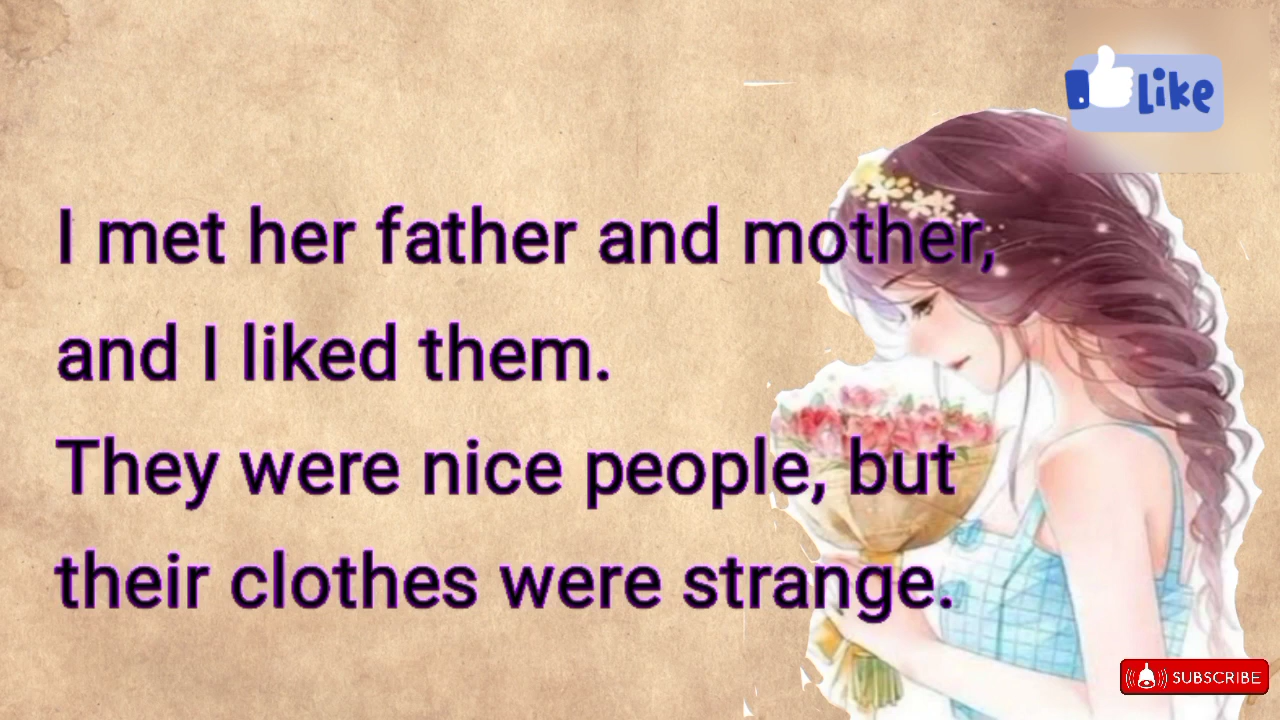 Like
I met her father and mother,
and I liked them.
They were nice people, but
their clothes were strange.
SUBSCRIBE